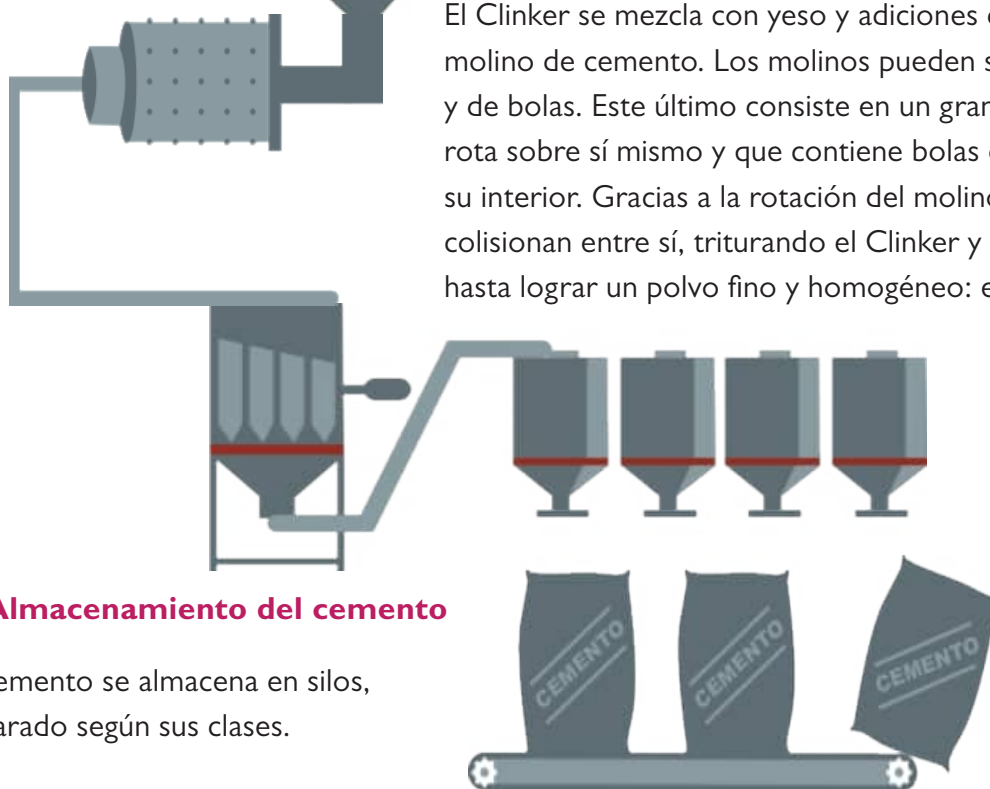 El Clinker se mezcla con yeso y adiciones
molino de cemento. Los molinos pueden
y de bolas. Este último consiste en un gran
rota sobre sí mismo y que contiene bolas
su interior. Gracias a la rotación del molino
colisionan entre sí, triturando el Clinker y
hasta lograr un polvo fino y homogéneo:
Almacenamiento del cemento
emento se almacena en silos,
arado según sus clases.
CEMENTO
CEMENTO
CEMENTO